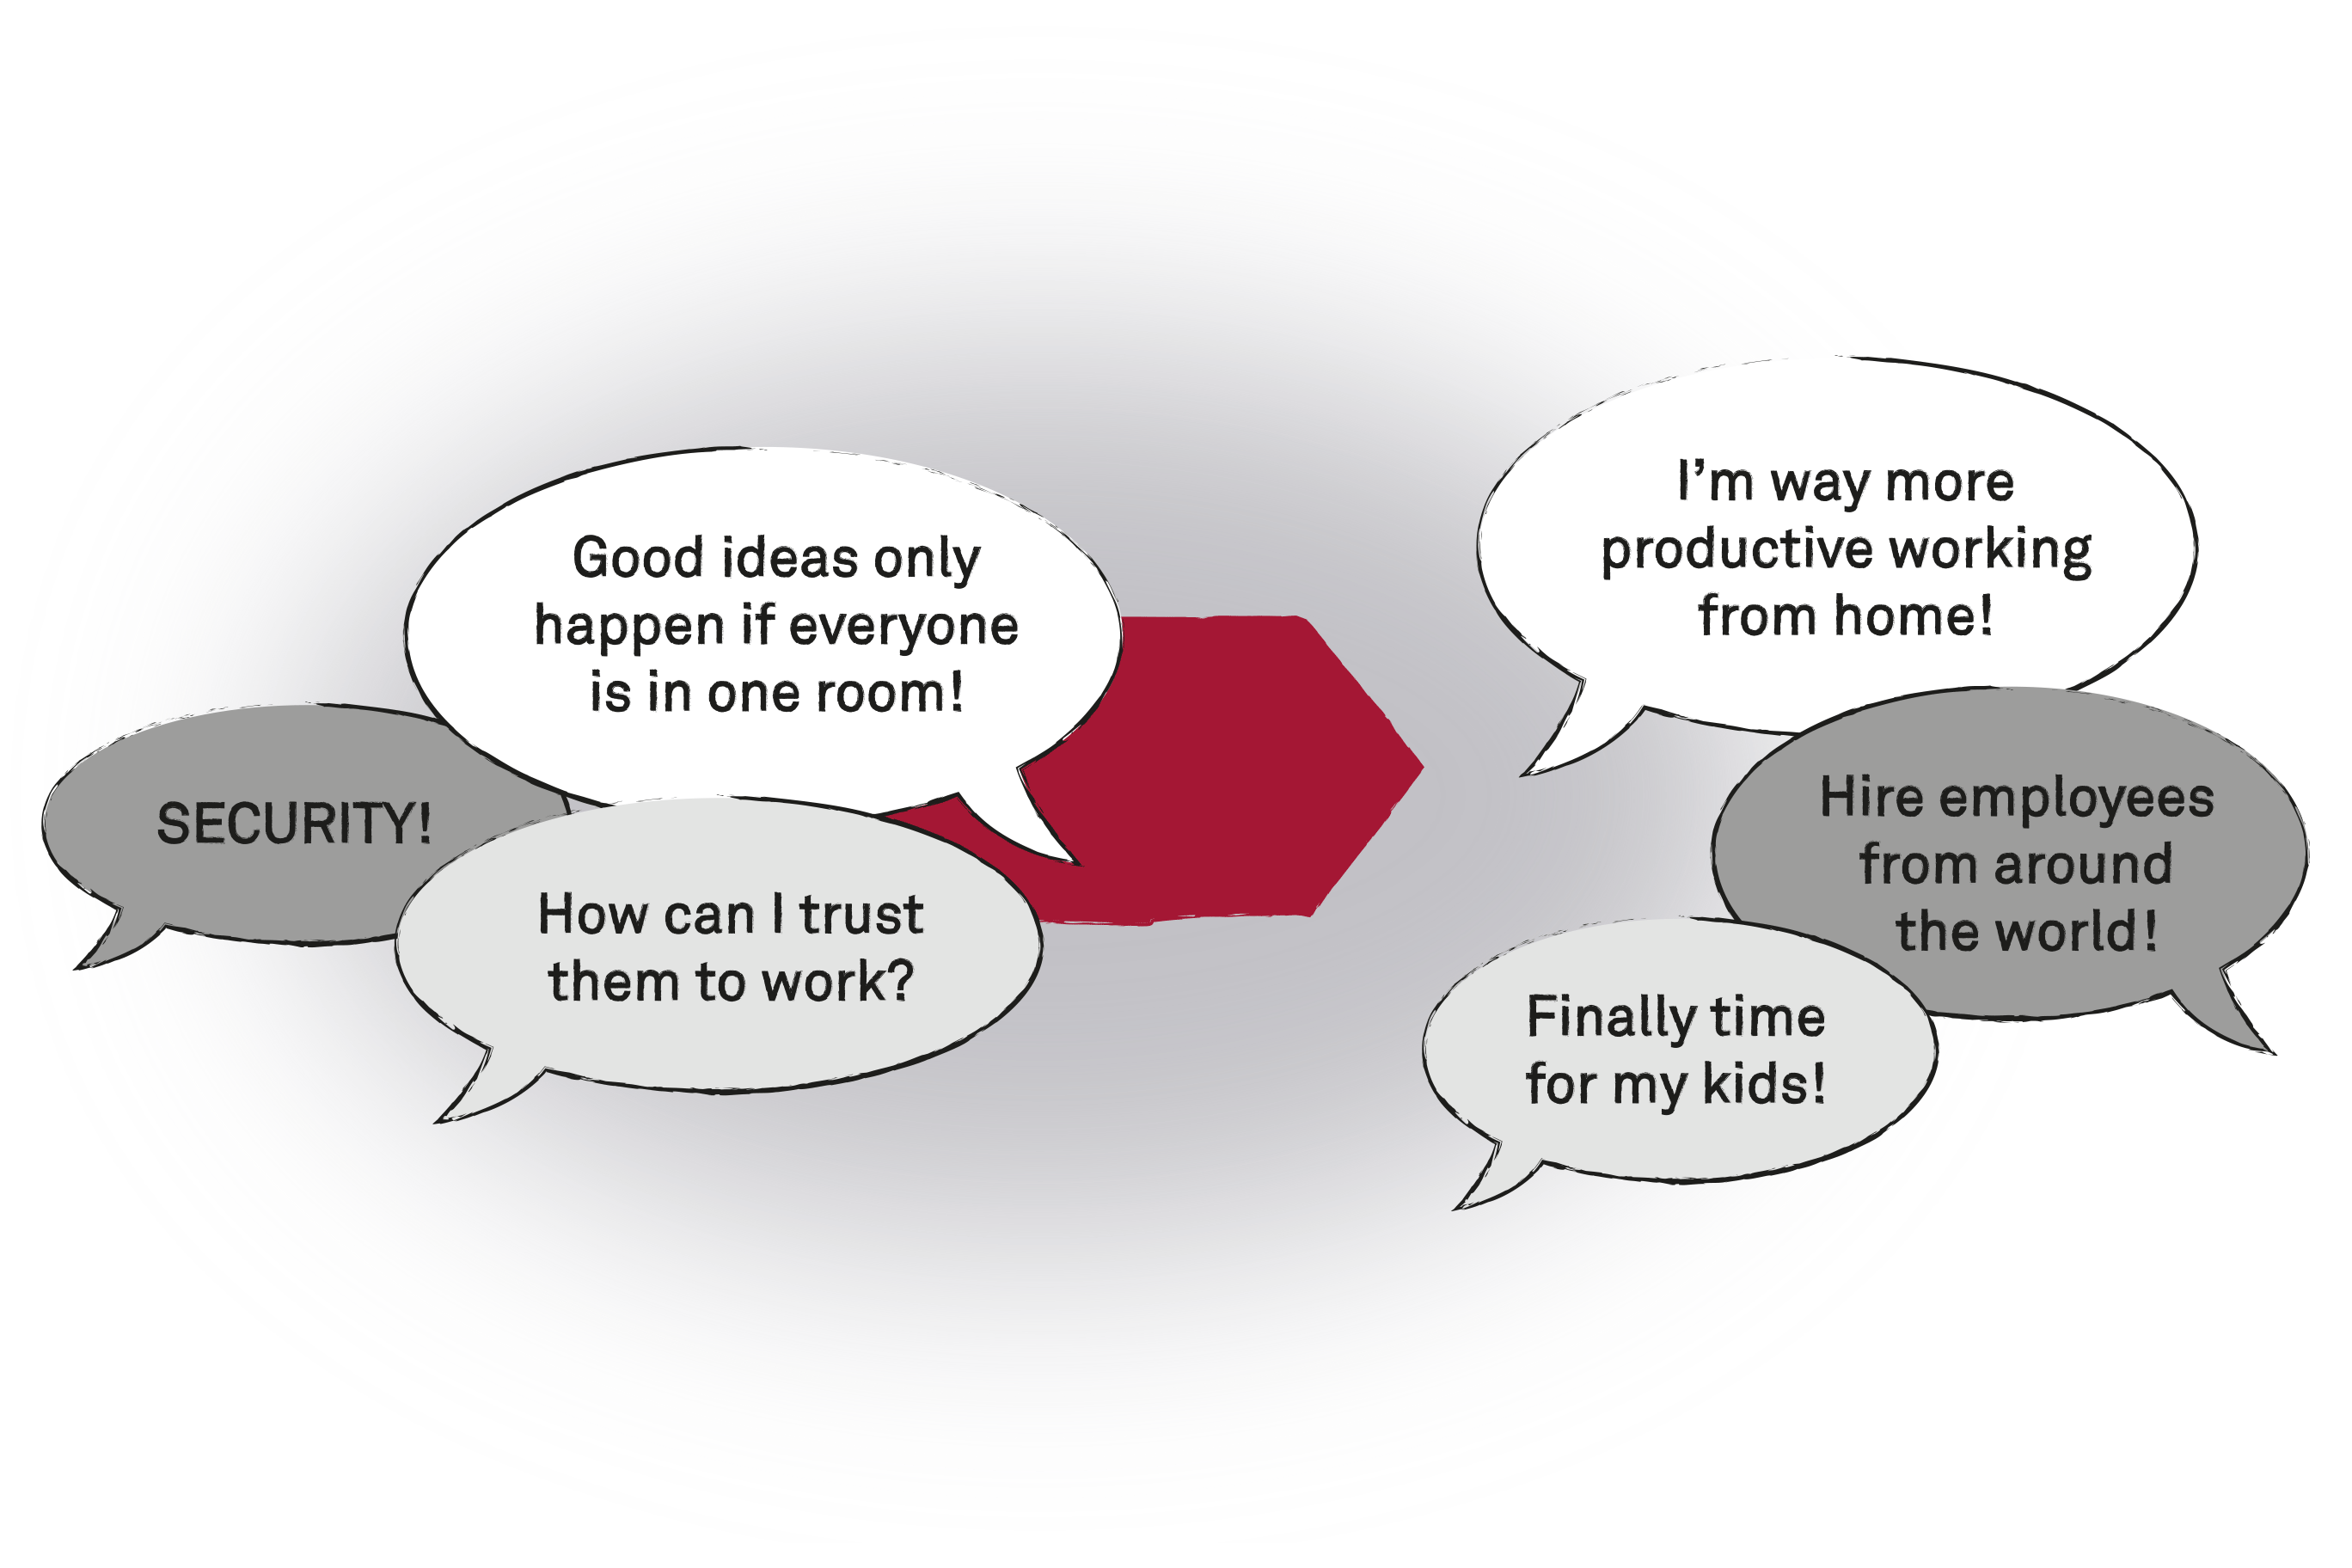 Good ideas only
happen if everyone
is in one room!
SECURITY!
How can I trust
them to work?
I’m way more
productive working
from home!
Hire employees
from around
the world!
Finally time
for my kids!